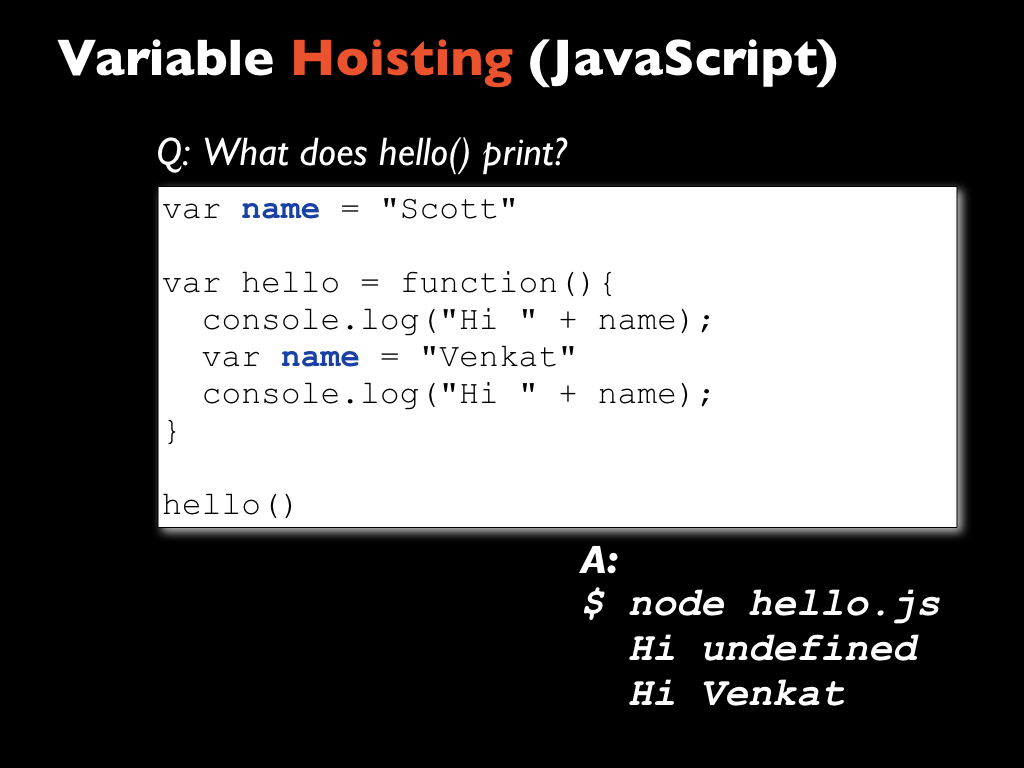 Variable Hoisting (JavaScript)
Q: What does hello() print?
var name = "Scott"
var hello = function(){
  console.log("Hi " + name);
  var name = "Venkat"
  console.log("Hi " + name);
}
hello()
A:
$ node hello.js
  Hi undefined
  Hi Venkat